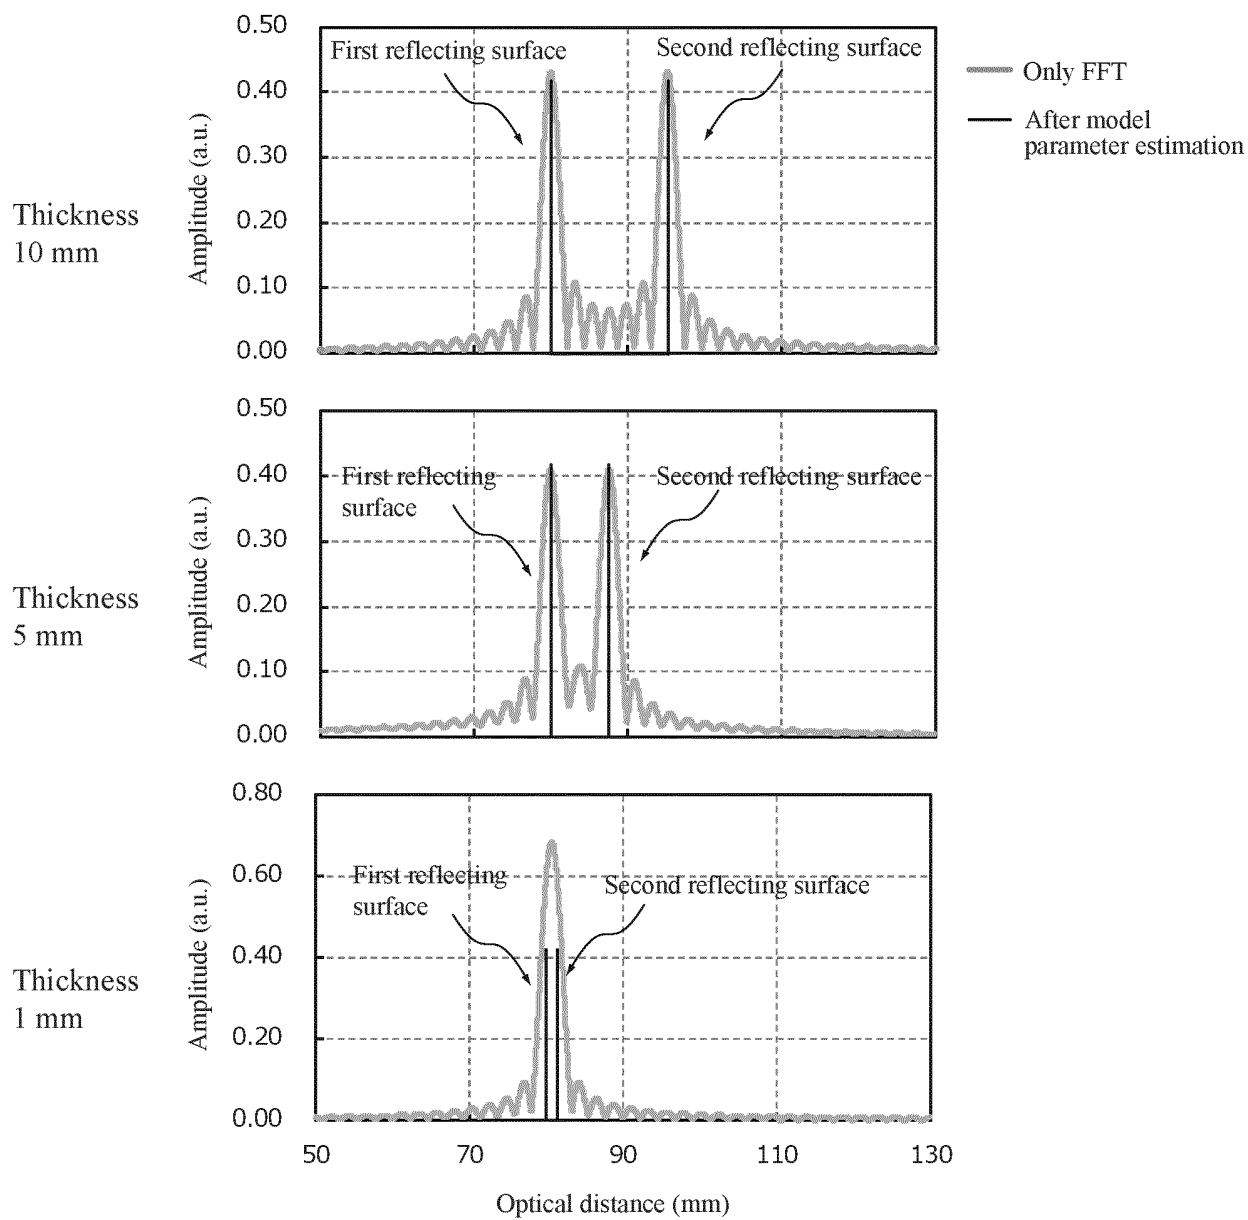 0.50
First reflecting surface
Second reflecting surface
0.40
0.30
0.20
0.10
0.00
Amplitude (a.u.)
Thickness
10 mm
Only FFT
After model
parameter estimation
0.50
First reflecting
surface
Second reflecting surface
0.40
0.30
0.20
0.10
0.00
Amplitude (a.u.)
Thickness
5 mm
0.80
First reflecting
surface
Second reflecting surface
0.60
0.40
0.20
0.00
Amplitude (a.u.)
Thickness
1 mm
50
70
90
110
130
Optical distance (mm)